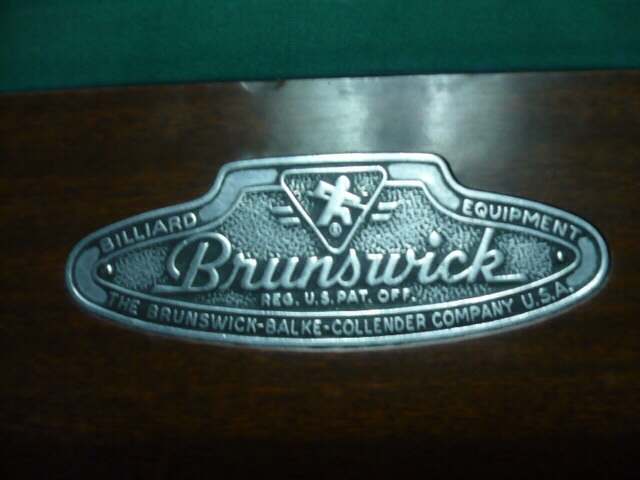 BILLIARD EQUIPMENT
Brunswick
REG. U.S. PAT. OFF.
THE BRUNSWICK-BALKE-COLLENDER COMPANY U.S.A.